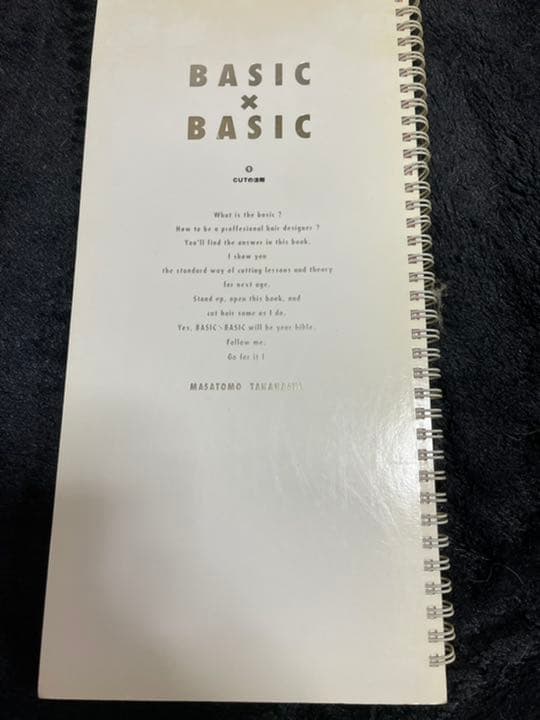 BASIC
×
BASIC
①
CUTの法則
What is the basic ?
How to be a proffesional hair designer ?
You'll find the answer in this book.
I show you
the standard way of cutting lessons and theory
for next age.
Stand up, open this book, and
cut hair same as I do.
Yes, BASIC×BASIC will be your bible.
Follow me.
Go for it !
MASATOMO